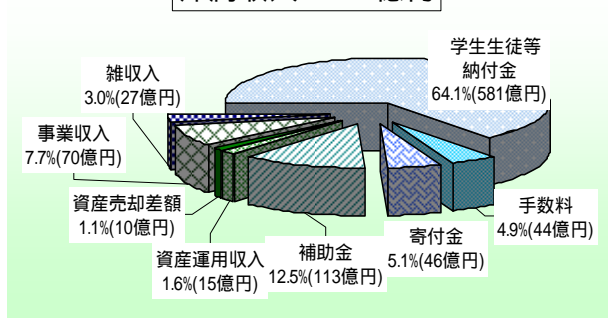 学生生徒等
納付金
64.1%(581億円)
雑収入
3.0%(27億円)
事業収入
7.7%(70億円)
資産売却差額
1.1%(10億円)
資産運用収入
1.6%(15億円)
補助金
12.5%(113億円)
寄付金
5.1%(46億円)
手数料
4.9%(44億円)